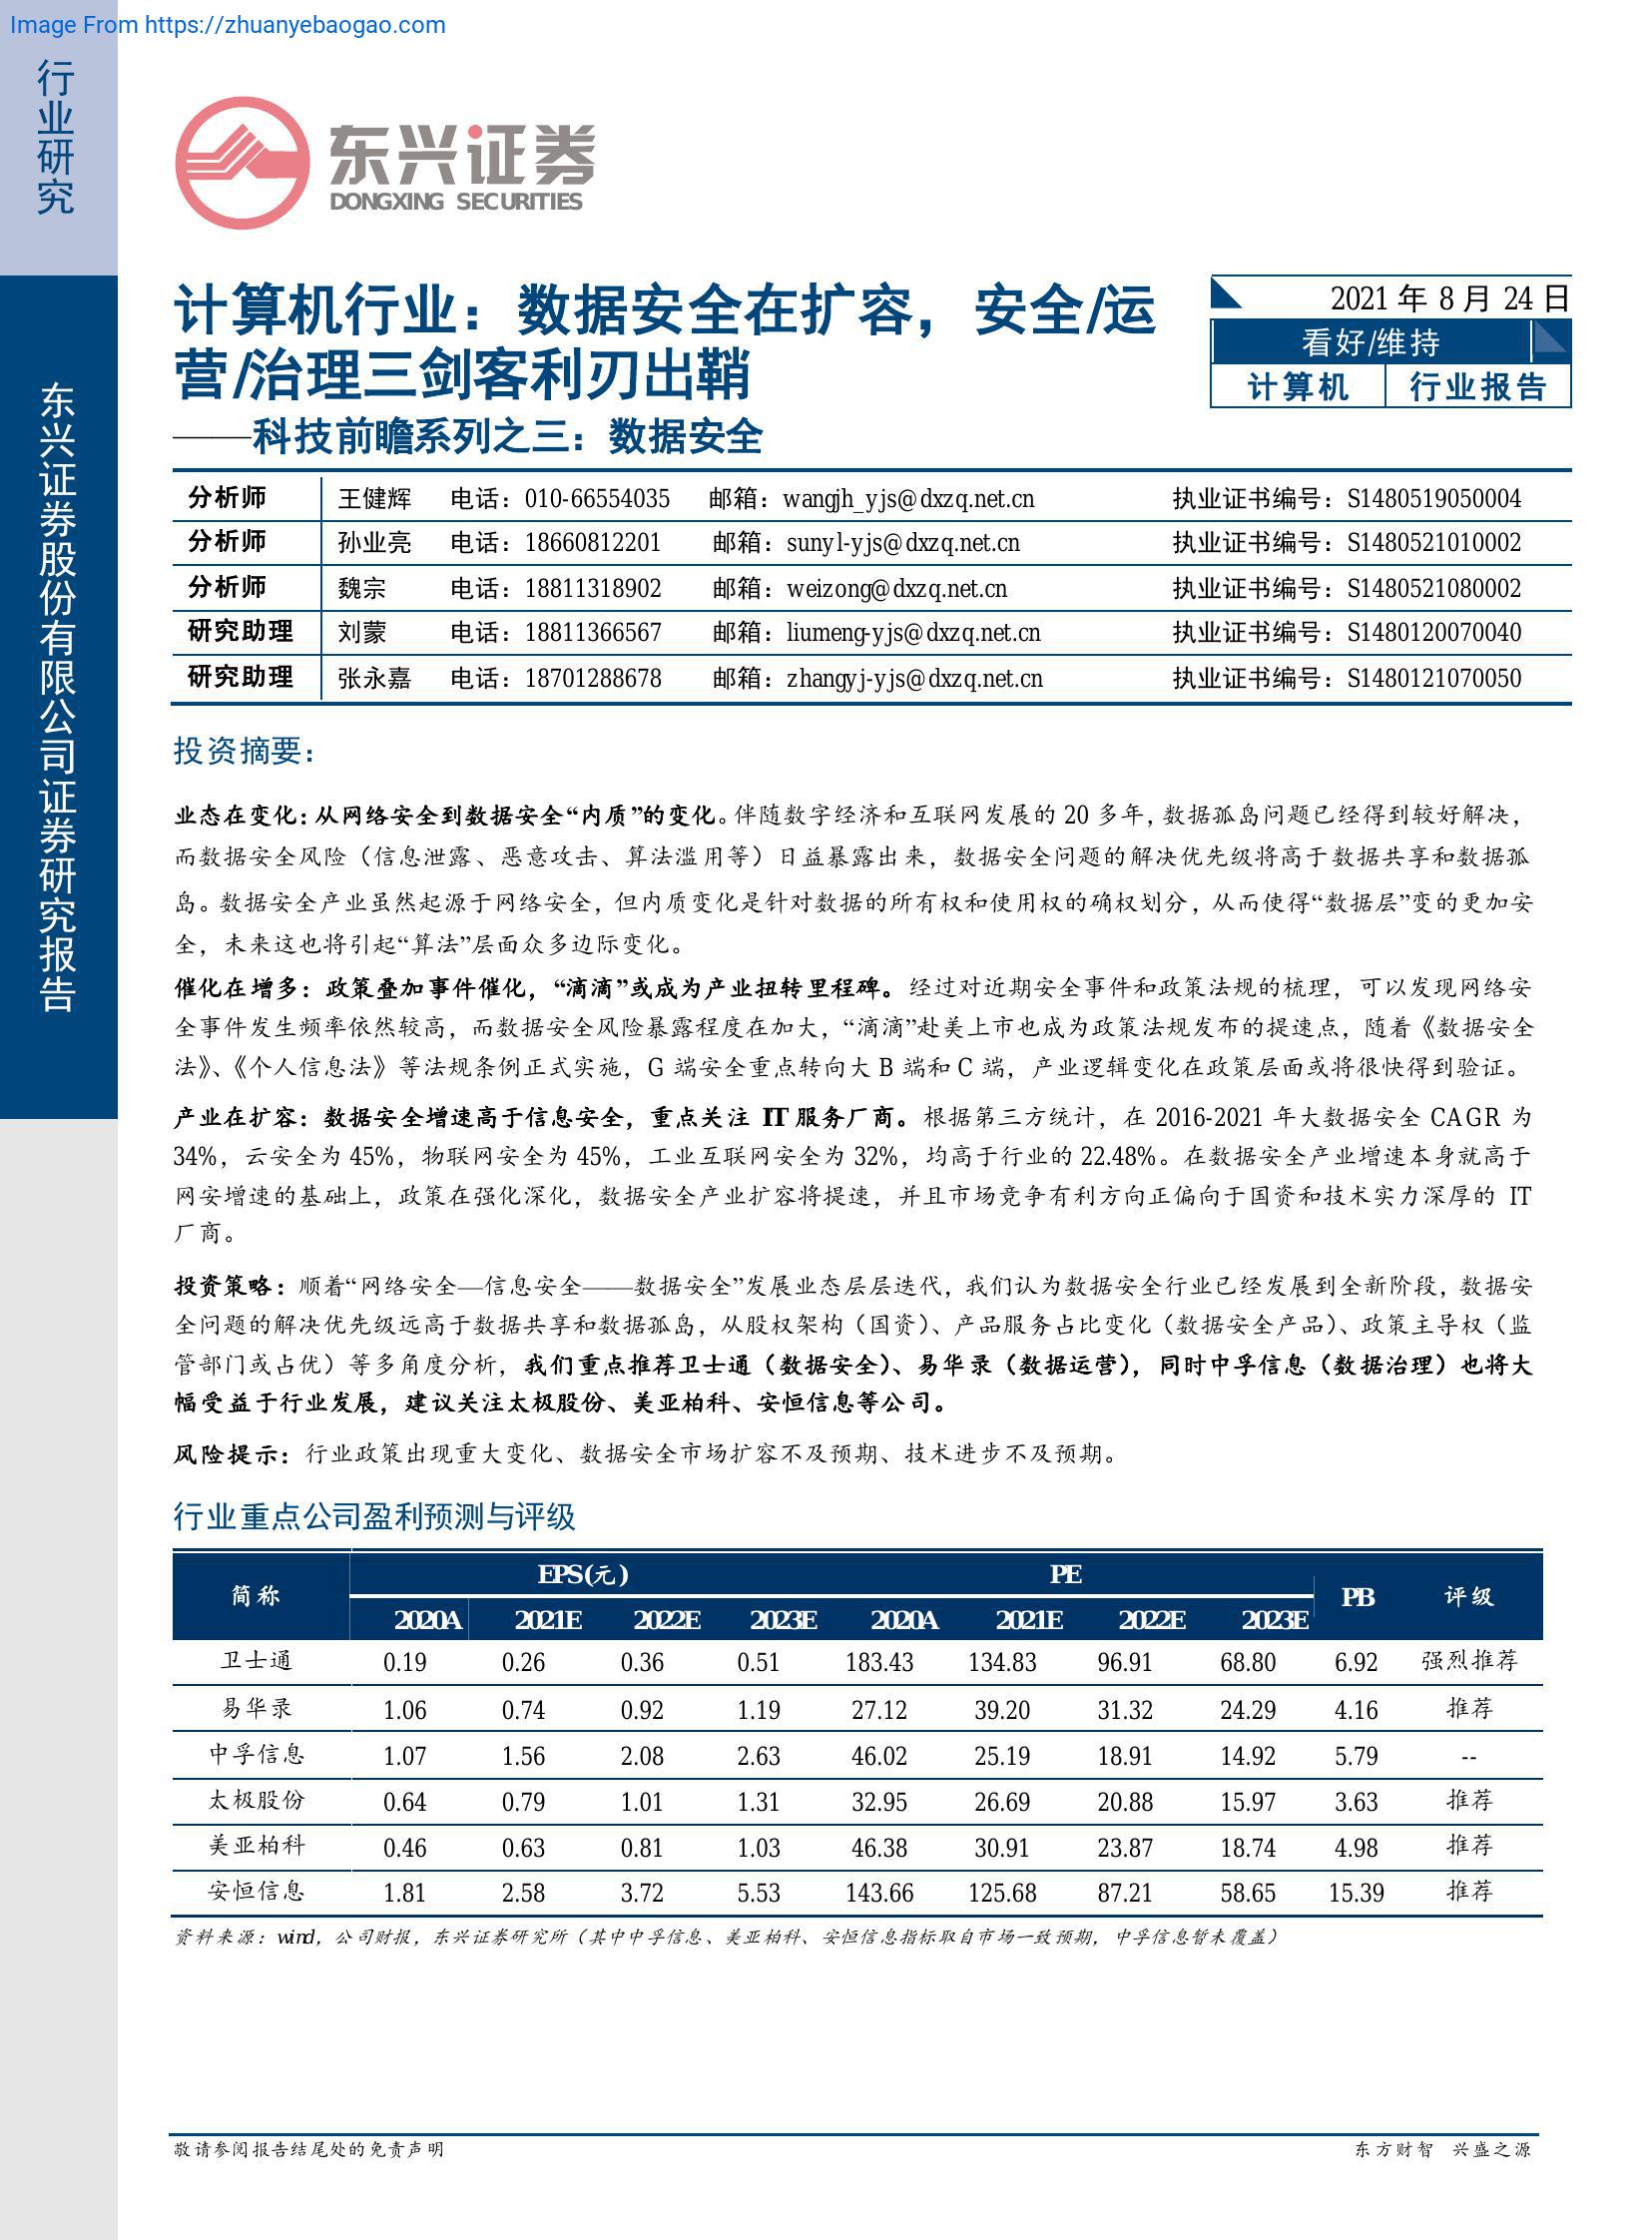 Image From https://zhuanyebaogao.com
行业研究
东兴证券股份有限公司证券研究报告
东兴证券
DONGXING SECURITIES
计算机行业：数据安全在扩容，安全/运
营/治理三剑客利刃出鞘
——科技前瞻系列之三：数据安全
2021 年 8 月 24 日
看好/维持
计算机 行业报告
分析师 王健辉 电话：010-66554035 邮箱：wangjh_yjs@dxzq.net.cn 执业证书编号：S1480519050004
分析师 孙业亮 电话：18660812201 邮箱：sunyl-yjs@dxzq.net.cn 执业证书编号：S1480521010002
分析师 魏宗 电话：18811318902 邮箱：weizong@dxzq.net.cn 执业证书编号：S1480521080002
研究助理 刘蒙 电话：18811366567 邮箱：liumeng-yjs@dxzq.net.cn 执业证书编号：S1480120070040
研究助理 张永嘉 电话：18701288678 邮箱：zhangyj-yjs@dxzq.net.cn 执业证书编号：S1480121070050
投资摘要：
业态在变化：从网络安全到数据安全“内质”的变化。伴随数字经济和互联网发展的 20 多年，数据孤岛问题已经得到较好解决，
而数据安全风险（信息泄露、恶意攻击、算法滥用等）日益暴露出来，数据安全问题的解决优先级将高于数据共享和数据孤
岛。数据安全产业虽然起源于网络安全，但内质变化是针对数据的所有权和使用权的确权划分，从而使得“数据层”变的更加安
全，未来这也将引起“算法”层面众多边际变化。
催化在增多：政策叠加事件催化，“滴滴”或成为产业扭转里程碑。经过对近期安全事件和政策法规的梳理，可以发现网络安
全事件发生频率依然较高，而数据安全风险暴露程度在加大，“滴滴”赴美上市也成为政策法规发布的提速点，随着《数据安全
法》、《个人信息法》等法规条例正式实施，G 端安全重点转向大 B 端和 C 端，产业逻辑变化在政策层面或将很快得到验证。
产业在扩容：数据安全增速高于信息安全，重点关注 IT 服务厂商。根据第三方统计，在 2016-2021 年大数据安全 CAGR 为
34%，云安全为 45%，物联网安全为 45%，工业互联网安全为 32%，均高于行业的 22.48%。在数据安全产业增速本身就高于
网安增速的基础上，政策在强化深化，数据安全产业扩容将提速，并且市场竞争有利方向正偏向于国资和技术实力深厚的 IT
厂商。
投资策略：顺着“网络安全—信息安全——数据安全”发展业态层层迭代，我们认为数据安全行业已经发展到全新阶段，数据安
全问题的解决优先级远高于数据共享和数据孤岛，从股权架构（国资）、产品服务占比变化（数据安全产品）、政策主导权（监
管部门或占优）等多角度分析，我们重点推荐卫士通（数据安全）、易华录（数据运营），同时中孚信息（数据治理）也将大
幅受益于行业发展，建议关注太极股份、美亚柏科、安恒信息等公司。
风险提示：行业政策出现重大变化、数据安全市场扩容不及预期、技术进步不及预期。
行业重点公司盈利预测与评级
简称 EPS(元) PE PB 评级
2020A 2021E 2022E 2023E 2020A 2021E 2022E 2023E
卫士通 0.19 0.26 0.36 0.51 183.43 134.83 96.91 68.80 6.92 强烈推荐
易华录 1.06 0.74 0.92 1.19 27.12 39.20 31.32 24.29 4.16 推荐
中孚信息 1.07 1.56 2.08 2.63 46.02 25.19 18.91 14.92 5.79 --
太极股份 0.64 0.79 1.01 1.31 32.95 26.69 20.88 15.97 3.63 推荐
美亚柏科 0.46 0.63 0.81 1.03 46.38 30.91 23.87 18.74 4.98 推荐
安恒信息 1.81 2.58 3.72 5.53 143.66 125.68 87.21 58.65 15.39 推荐
资料来源：wind，公司财报，东兴证券研究所（其中中孚信息、美亚柏科、安恒信息指标取自市场一致预期，中孚信息暂未覆盖）
敬请参阅报告结尾处的免责声明 东方财智 兴盛之源